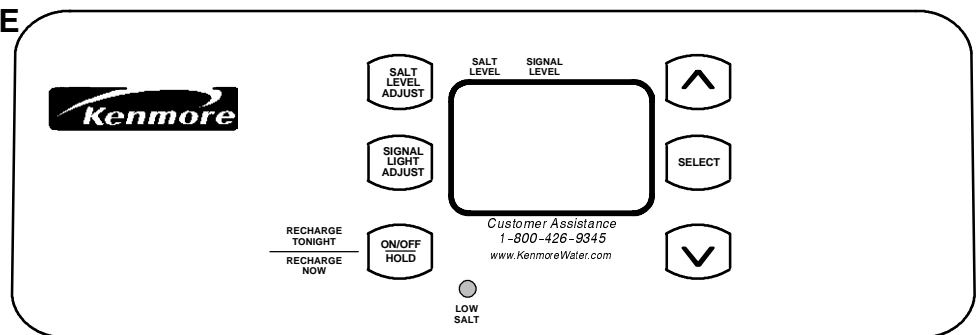 E
Kenmore
SALT
LEVEL
ADJUST
SALT
LEVEL
SIGNAL
LEVEL
SIGNAL
LIGHT
ADJUST
SELECT
RECHARGE
TONIGHT
RECHARGE
NOW
ON/OFF
HOLD
Customer Assistance
1-800-426-9345
www.KenmoreWater.com
LOW
SALT